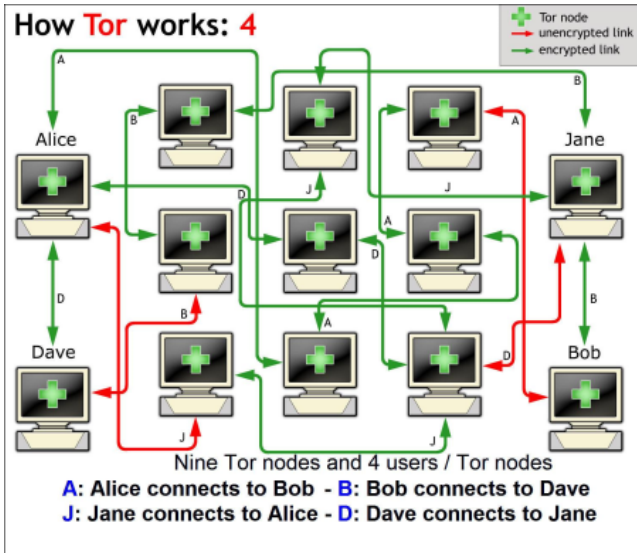 How Tor works: 4
Tor node
unencrypted link
encrypted link
A
B
B
Alice
A
Jane
J
J
D
A
D
D
B
B
A
Dave
D
Bob
J
J
Nine Tor nodes and 4 users / Tor nodes
A: Alice connects to Bob - B: Bob connects to Dave
J: Jane connects to Alice - D: Dave connects to Jane